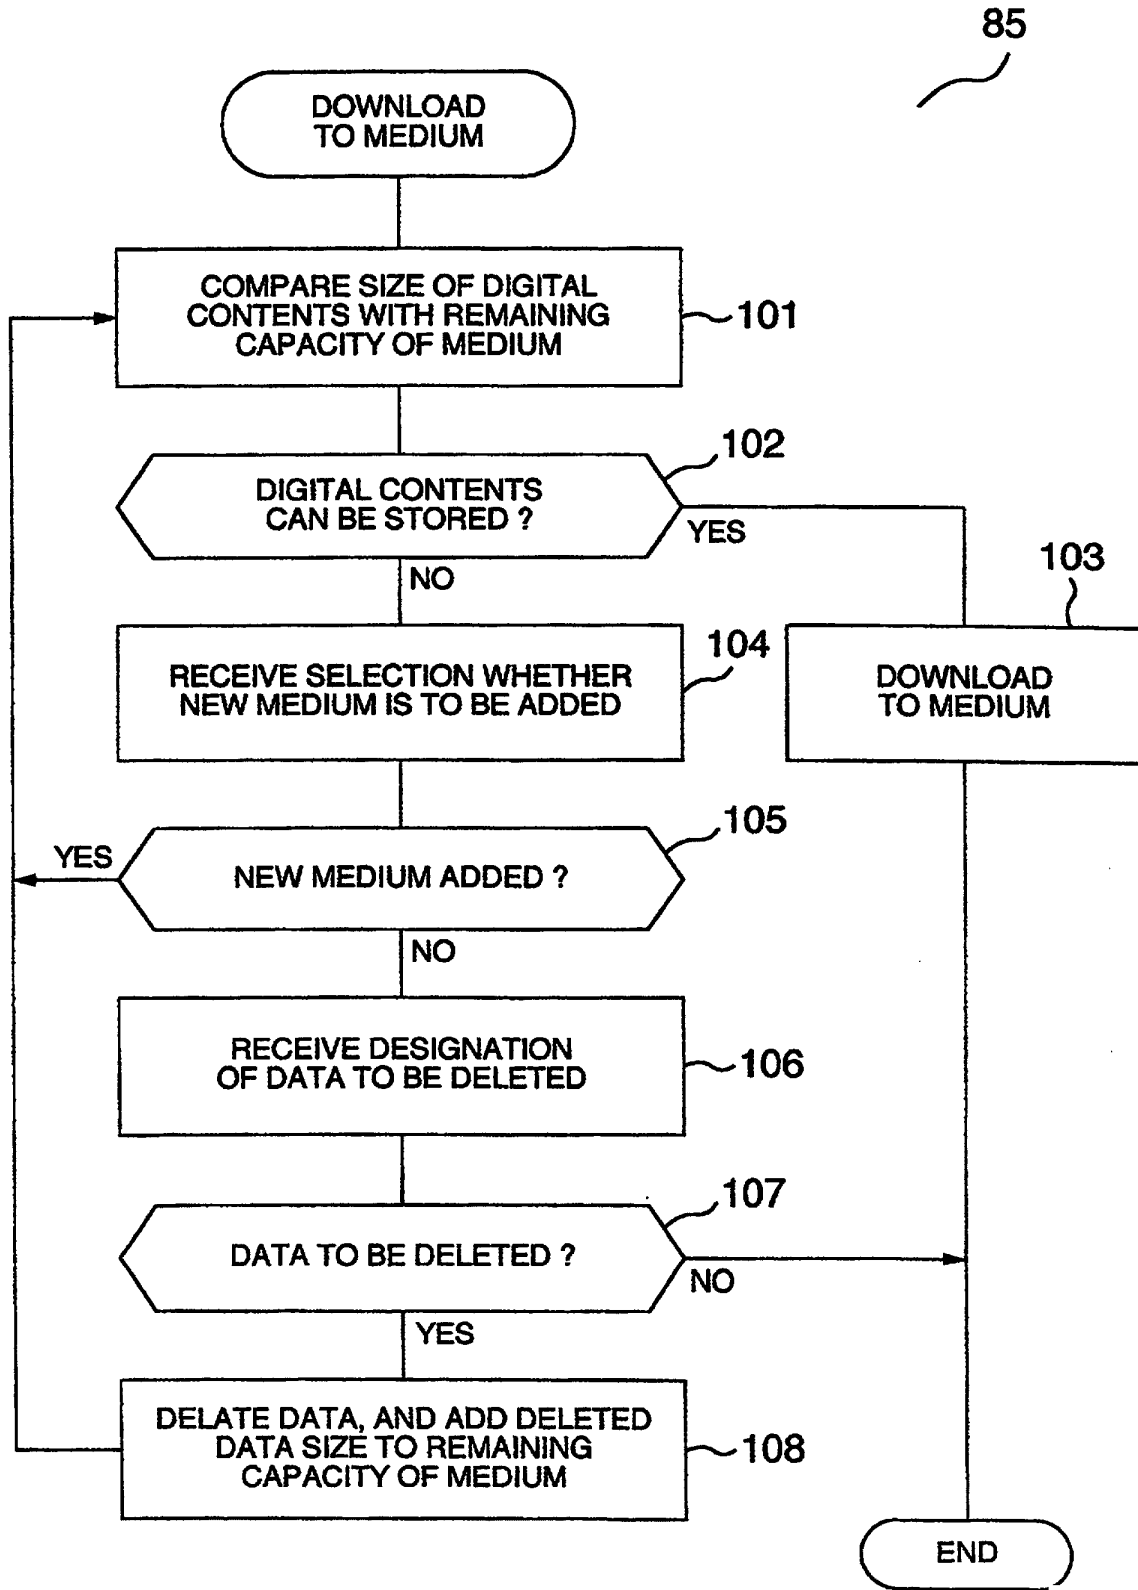 85
DOWNLOAD
TO MEDIUM
COMPARE SIZE OF DIGITAL
CONTENTS WITH REMAINING
CAPACITY OF MEDIUM
101
102
DIGITAL CONTENTS
CAN BE STORED ?
YES
NO
103
DOWNLOAD
TO MEDIUM
104
RECEIVE SELECTION WHETHER
NEW MEDIUM IS TO BE ADDED
105
YES
NEW MEDIUM ADDED ?
NO
RECEIVE DESIGNATION
OF DATA TO BE DELETED
106
107
DATA TO BE DELETED ?
NO
YES
DELATE DATA, AND ADD DELETED
DATA SIZE TO REMAINING
CAPACITY OF MEDIUM
108
END